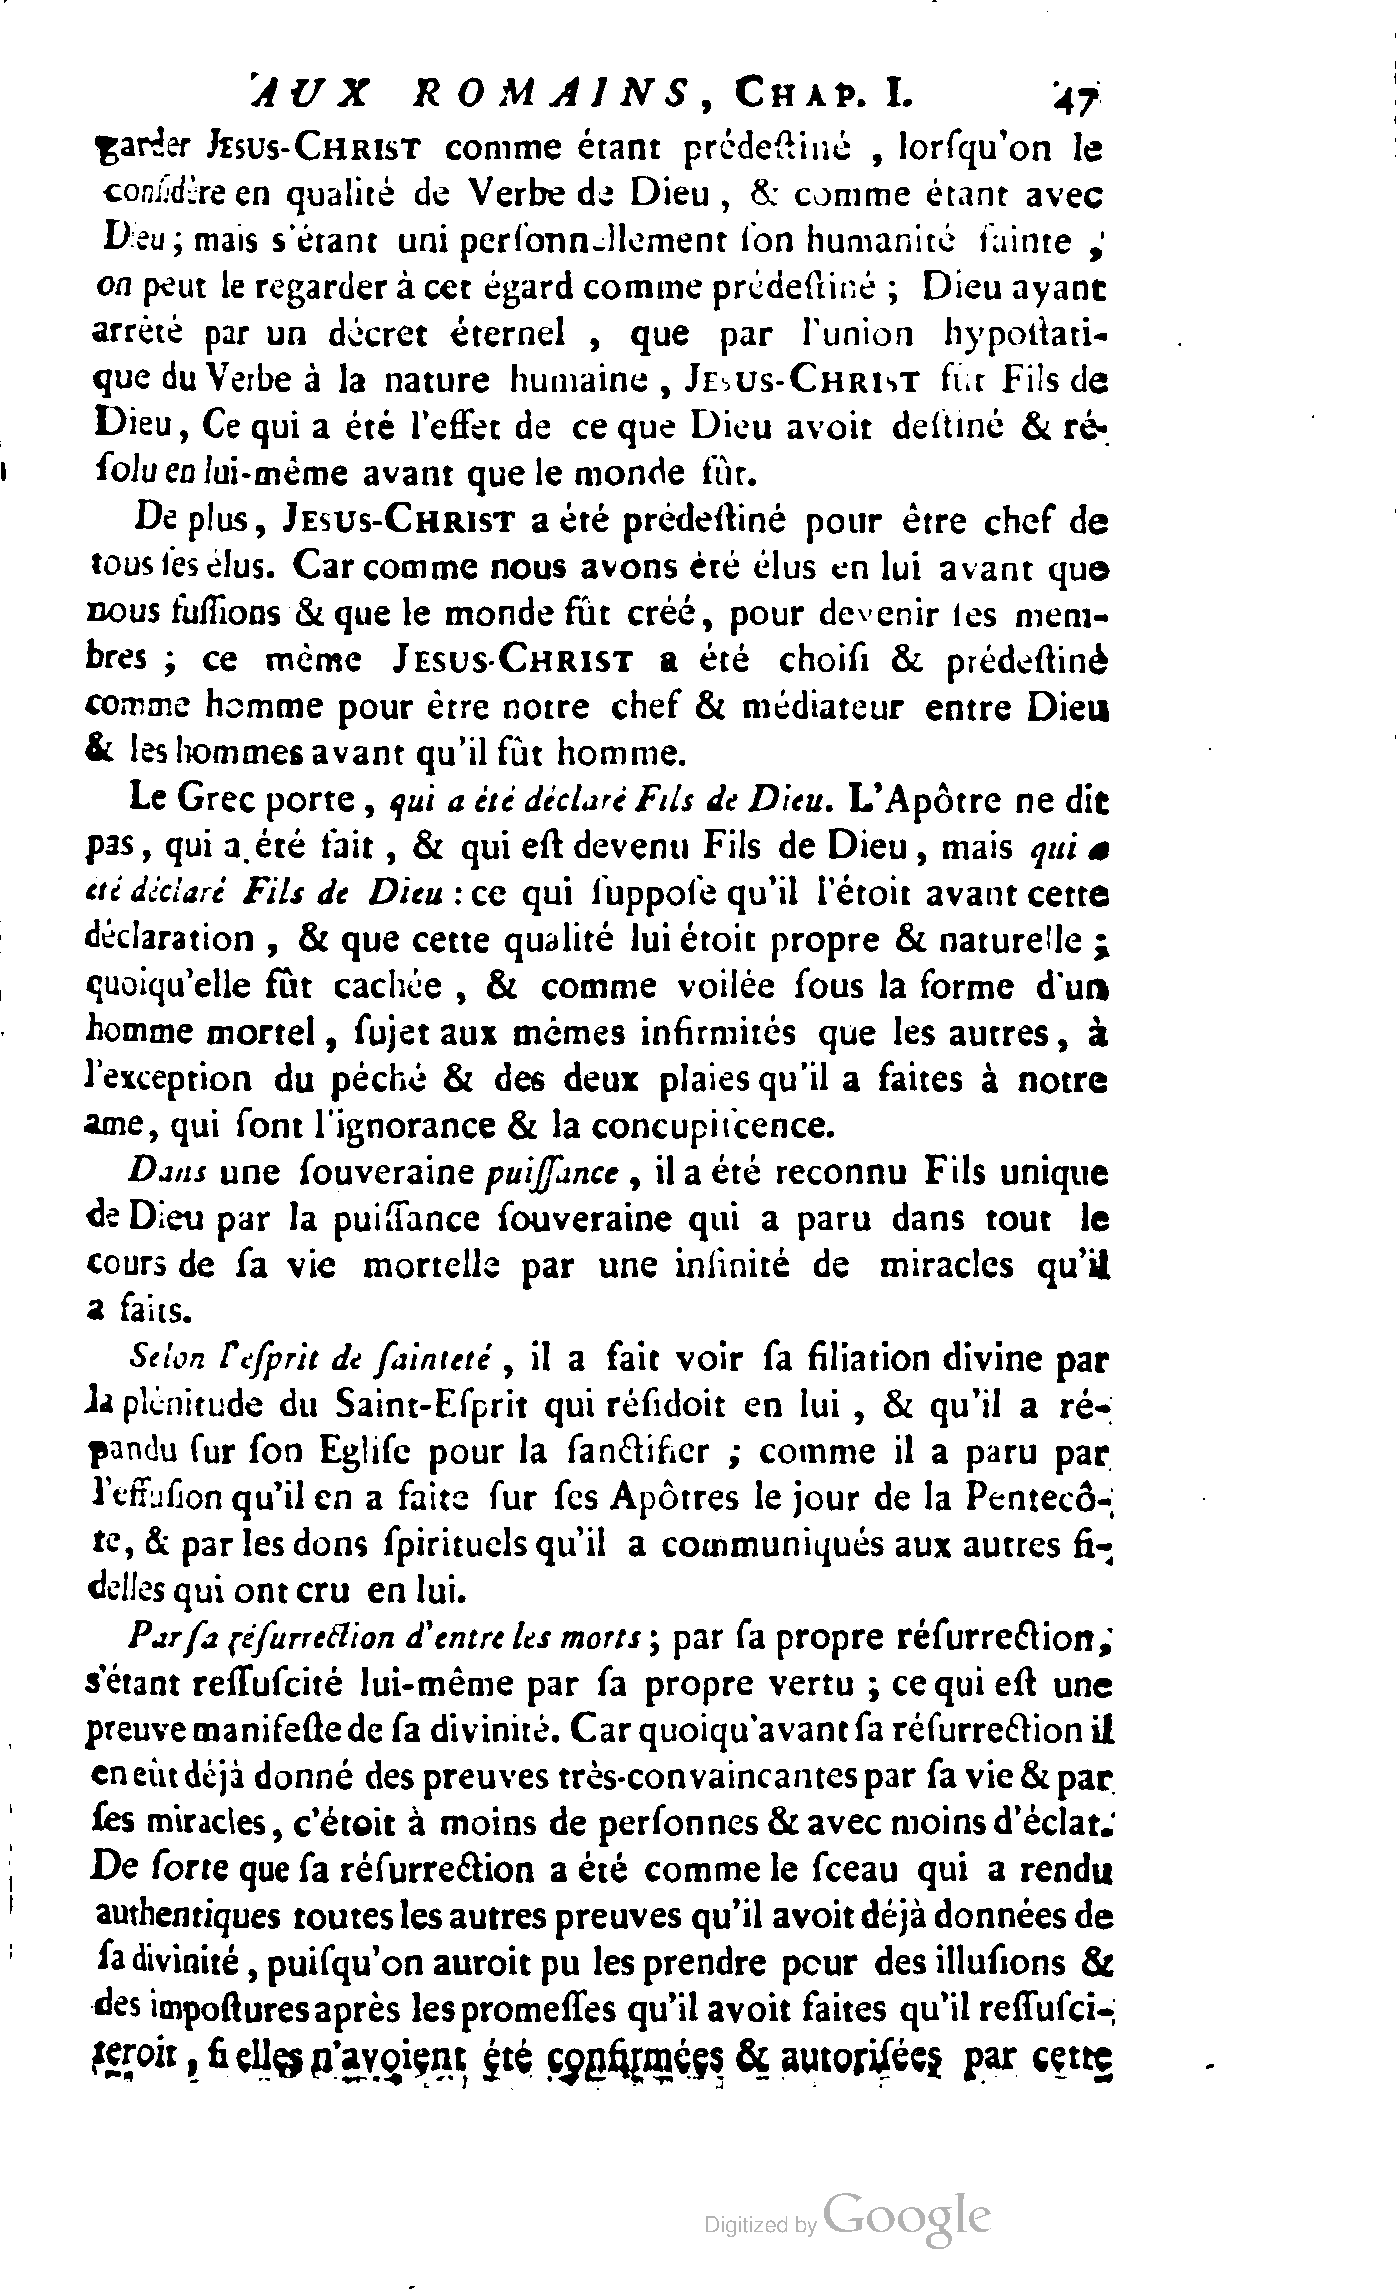 AUX ROMAINS, CHAP. I. 47
garder JESUS-CHRIST comme étant prédeſtiné , lorſqu'on le
conſidère en qualité de Verbe de Dieu , & comme étant avec
Dieu ; mais s'étant uni perſonnellement ſon humanité ſainte ,
on peut le regarder à cet égard comme prédeſtiné ; Dieu ayant
arrêté par un décret éternel , que par l'union hypoſtati-
que du Verbe à la nature humaine , JESUS-CHRIST fût Fils de
Dieu, Ce qui a été l'effet de ce que Dieu avoit deſtiné & ré-
ſolu en lui-même avant que le monde fût.
De plus, JESUS-CHRIST a été prédeſtiné pour être chef de
tous ſes élus. Car comme nous avons été élus en lui avant que
nous fuſſions & que le monde fût créé, pour devenir ſes mem-
bres ; ce même JESUS-CHRIST a été choiſi & prédeſtiné
comme homme pour être notre chef & médiateur entre Dieu
& les hommes avant qu'il fût homme.
Le Grec porte , qui a été déclaré Fils de Dieu. L'Apôtre ne dit
pas, qui a été fait , & qui eſt devenu Fils de Dieu , mais qui a
été déclaré Fils de Dieu : ce qui ſuppoſe qu'il l'étoit avant cette
déclaration , & que cette qualité lui étoit propre & naturelle ;
quoiqu'elle fût cachée , & comme voilée ſous la forme d'un
homme mortel , ſujet aux mêmes infirmités que les autres , à
l'exception du péché & des deux plaies qu'il a faites à notre
ame, qui ſont l'ignorance & la concupiſcence.
Dans une ſouveraine puiſſance , il a été reconnu Fils unique
de Dieu par la puiſſance ſouveraine qui a paru dans tout le
cours de ſa vie mortelle par une infinité de miracles qu'il
a faits.
Selon l'eſprit de ſainteté , il a fait voir ſa filiation divine par
la plénitude du Saint-Eſprit qui réſidoit en lui , & qu'il a ré-
pandu ſur ſon Egliſe pour la ſanctifier ; comme il a paru par
l'effuſion qu'il en a faite ſur ſes Apôtres le jour de la Pentecô-
te, & par les dons ſpirituels qu'il a communiqués aux autres fi-
delles qui ont cru en lui.
Par ſa réſurrection d'entre les morts ; par ſa propre réſurrection,
s'étant reſſuſcité lui-même par ſa propre vertu ; ce qui eſt une
preuve manifeſte de ſa divinité. Car quoiqu'avant ſa réſurrection il
en eût déjà donné des preuves très-convaincantes par ſa vie & par
ſes miracles, c'étoit à moins de perſonnes & avec moins d'éclat.
De ſorte que ſa réſurrection a été comme le ſceau qui a rendu
authentiques toutes les autres preuves qu'il avoit déjà données de
ſa divinité , puiſqu'on auroit pu les prendre pour des illuſions &
des impoſtures après les promeſſes qu'il avoit faites qu'il reſſuſci-
teroit , ſi elles n'avoient été confirmées & autoriſées par cette
Digitized by Google